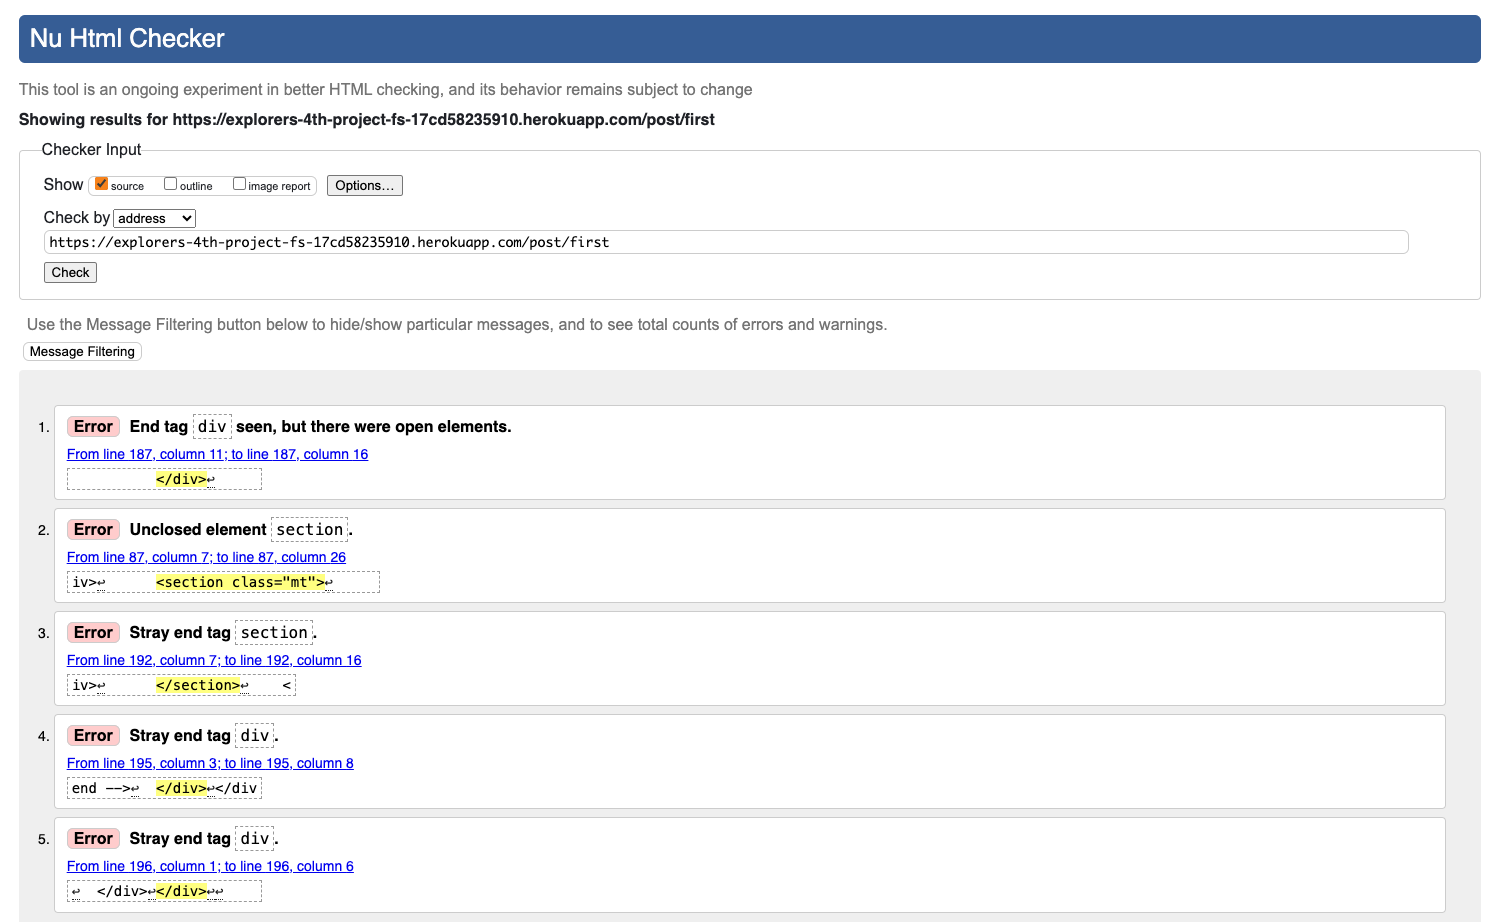 Nu Html Checker
This tool is an ongoing experiment in better HTML checking, and its behavior remains subject to change
Showing results for https://explorers-4th-project-fs-17cd58235910.herokuapp.com/post/first
Checker Input
Show source outline image report Options...
Check by address
https://explorers-4th-project-fs-17cd58235910.herokuapp.com/post/first
Check
Use the Message Filtering button below to hide/show particular messages, and to see total counts of errors and warnings.
Message Filtering
1. Error End tag div seen, but there were open elements.
From line 187, column 11; to line 187, column 16
</div>↩
2. Error Unclosed element section.
From line 87, column 7; to line 87, column 26
iv>↩ <section class="mt">↩
3. Error Stray end tag section.
From line 192, column 7; to line 192, column 16
iv>↩ </section>↩ <
4. Error Stray end tag div.
From line 195, column 3; to line 195, column 8
end -->↩ </div>↩</div
5. Error Stray end tag div.
From line 196, column 1; to line 196, column 6
↩ </div>↩</div>↩↩